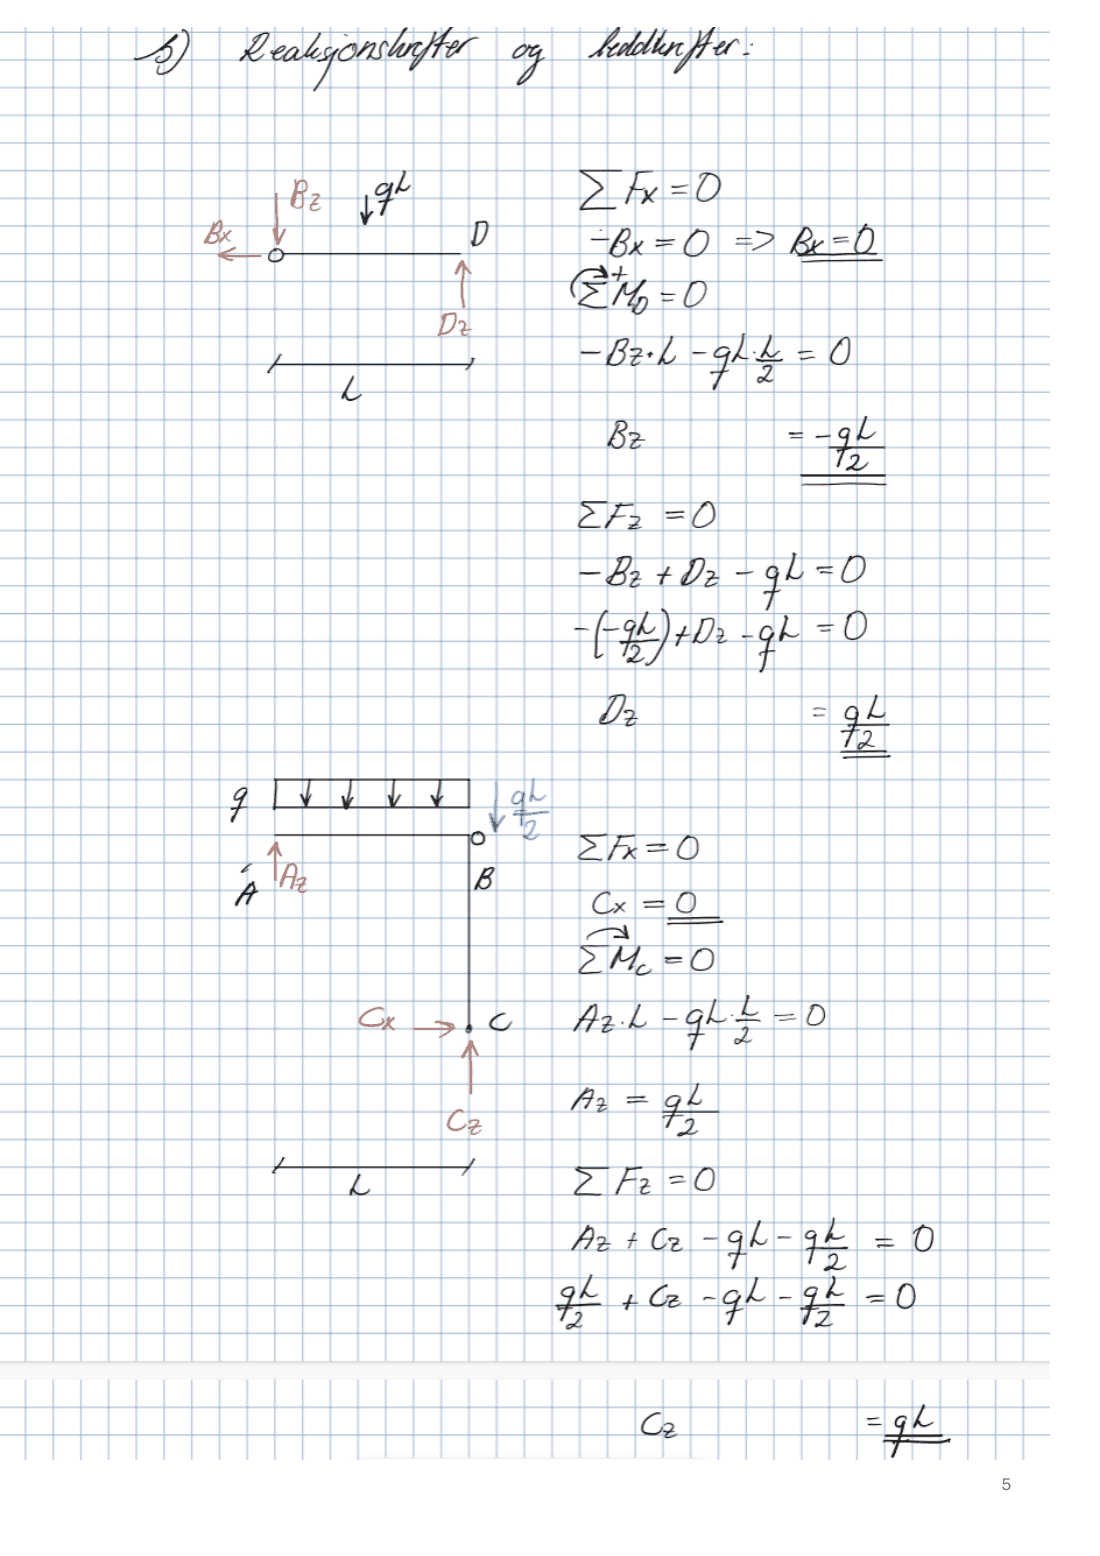 b) Reaksjonskrefter og leddkrefter:
Bz
qL
Bx
D
Dz
L
ΣFx = 0
-Bx = 0 => Bx = 0
+
ΣM_D = 0
-Bz·L - qL·L/2 = 0
Bz = -qL/2
ΣFz = 0
-Bz + Dz - qL = 0
-(-qL/2) + Dz - qL = 0
Dz = qL/2
q
qL/2
A
Az
B
Cx
C
Cz
L
ΣFx = 0
Cx = 0
ΣMc = 0
Az·L - qL·L/2 = 0
Az = qL/2
ΣFz = 0
Az + Cz - qL - qL/2 = 0
qL/2 + Cz - qL - qL/2 = 0
Cz = qL
5